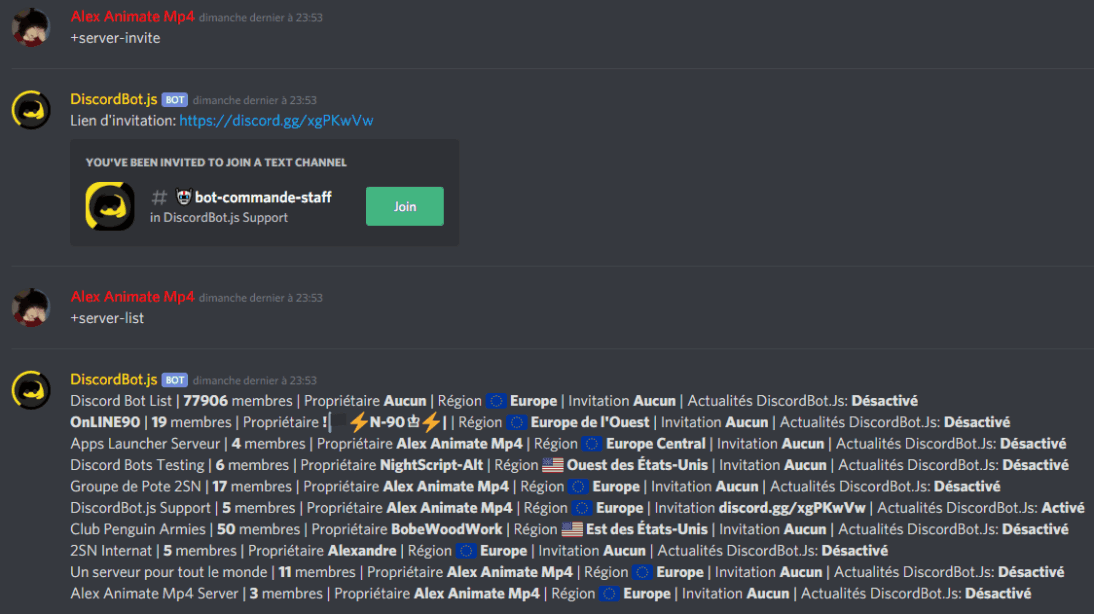 Alex Animate Mp4 dimanche dernier à 23:53
+server-invite
DiscordBot.js BOT dimanche dernier à 23:53
Lien d'invitation: https://discord.gg/xgPKwVw
YOU'VE BEEN INVITED TO JOIN A TEXT CHANNEL
# bot-commande-staff
in DiscordBot.js Support
Join
Alex Animate Mp4 dimanche dernier à 23:53
+server-list
DiscordBot.js BOT dimanche dernier à 23:53
Discord Bot List | 77906 membres | Propriétaire Aucun | Région 🇪🇺 Europe | Invitation Aucun | Actualités DiscordBot.Js: Désactivé
OnLINE90 | 19 membres | Propriétaire ![🏴 ⚡N-90♔⚡] | Région 🇪🇺 Europe de l'Ouest | Invitation Aucun | Actualités DiscordBot.Js: Désactivé
Apps Launcher Serveur | 4 membres | Propriétaire Alex Animate Mp4 | Région 🇪🇺 Europe Central | Invitation Aucun | Actualités DiscordBot.Js: Désactivé
Discord Bots Testing | 6 membres | Propriétaire NightScript-Alt | Région 🇺🇸 Ouest des États-Unis | Invitation Aucun | Actualités DiscordBot.Js: Désactivé
Groupe de Pote 2SN | 17 membres | Propriétaire Alex Animate Mp4 | Région 🇪🇺 Europe | Invitation Aucun | Actualités DiscordBot.Js: Désactivé
DiscordBot.js Support | 5 membres | Propriétaire Alex Animate Mp4 | Région 🇪🇺 Europe | Invitation discord.gg/xgPKwVw | Actualités DiscordBot.Js: Activé
Club Penguin Armies | 50 membres | Propriétaire BobeWoodWork | Région 🇺🇸 Est des États-Unis | Invitation Aucun | Actualités DiscordBot.Js: Désactivé
2SN Internat | 5 membres | Propriétaire Alexandre | Région 🇪🇺 Europe | Invitation Aucun | Actualités DiscordBot.Js: Désactivé
Un serveur pour tout le monde | 11 membres | Propriétaire Alex Animate Mp4 | Région 🇪🇺 Europe | Invitation Aucun | Actualités DiscordBot.Js: Désactivé
Alex Animate Mp4 Server | 3 membres | Propriétaire Alex Animate Mp4 | Région 🇪🇺 Europe | Invitation Aucun | Actualités DiscordBot.Js: Désactivé